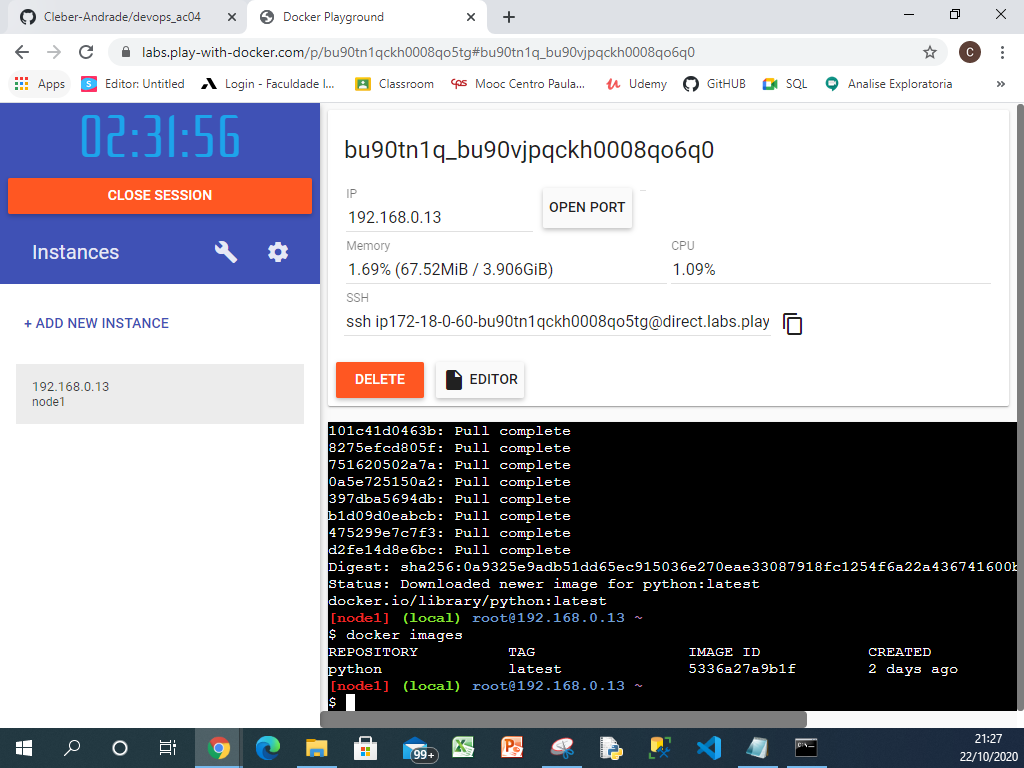 Cleber-Andrade/devops_ac04
Docker Playground
labs.play-with-docker.com/p/bu90tn1qckh0008qo5tg#bu90tn1q_bu90vjpqckh0008qo6q0
C
Apps
Editor: Untitled
Login - Faculdade I...
Classroom
Mooc Centro Paula...
Udemy
GitHUB
SQL
Analise Exploratoria
»
02:31:56
CLOSE SESSION
Instances
+ ADD NEW INSTANCE
192.168.0.13
node1
bu90tn1q_bu90vjpqckh0008qo6q0
IP
192.168.0.13
OPEN PORT
Memory
1.69% (67.52MiB / 3.906GiB)
CPU
1.09%
SSH
ssh ip172-18-0-60-bu90tn1qckh0008qo5tg@direct.labs.play
DELETE
EDITOR
101c41d0463b: Pull complete
8275efcd805f: Pull complete
751620502a7a: Pull complete
0a5e725150a2: Pull complete
397dba5694db: Pull complete
b1d09d0eabcb: Pull complete
475299e7c7f3: Pull complete
d2fe14d8e6bc: Pull complete
Digest: sha256:0a9325e9adb51dd65ec915036e270eae33087918fc1254f6a22a436741600b
Status: Downloaded newer image for python:latest
docker.io/library/python:latest
[node1] (local) root@192.168.0.13 ~
$ docker images
REPOSITORY TAG IMAGE ID CREATED
python latest 5336a27a9b1f 2 days ago
[node1] (local) root@192.168.0.13 ~
$
99+
21:27
22/10/2020